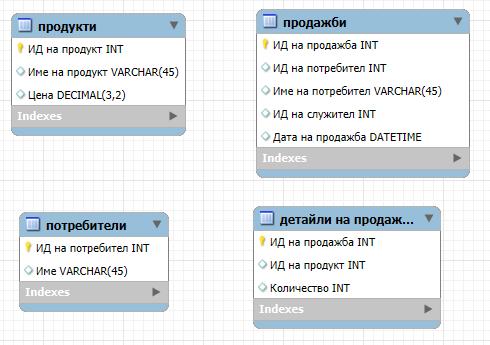 продукти
ИД на продукт INT
Име на продукт VARCHAR(45)
Цена DECIMAL(3,2)
Indexes
продажби
ИД на продажба INT
ИД на потребител INT
Име на потребител VARCHAR(45)
ИД на служител INT
Дата на продажба DATETIME
Indexes
потребители
ИД на потребител INT
Име VARCHAR(45)
Indexes
детайли на продаж...
ИД на продажба INT
ИД на продукт INT
Количество INT
Indexes